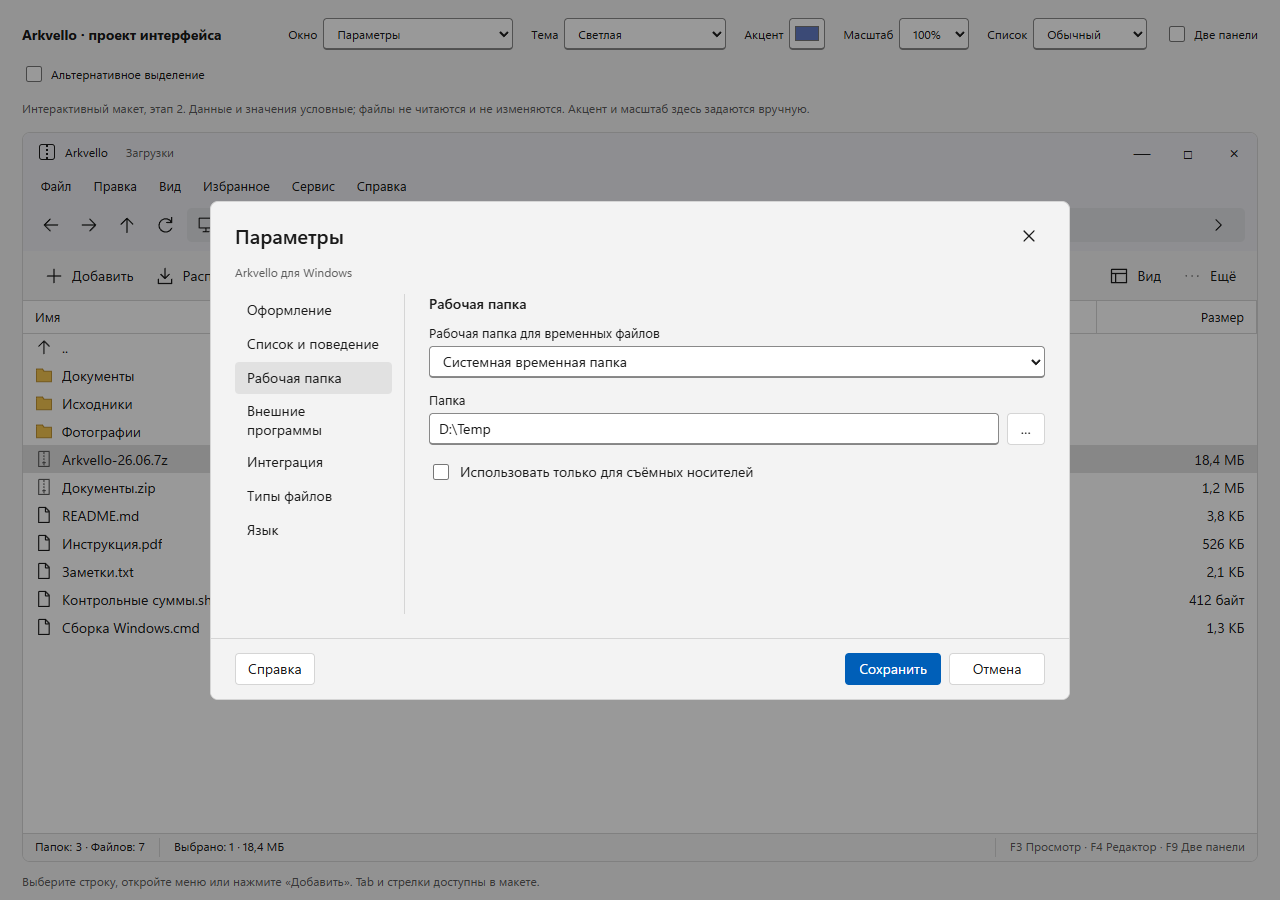 Arkvello · проект интерфейса
Окно Параметры Тема Светлая Акцент Масштаб 100% Список Обычный Две панели
Альтернативное выделение
Интерактивный макет, этап 2. Данные и значения условные; файлы не читаются и не изменяются. Акцент и масштаб здесь задаются вручную.
Arkvello Загрузки
Файл Правка Вид Избранное Сервис Справка
Добавить Расп Вид Ещё
Имя Размер
..
Документы
Исходники
Фотографии
Arkvello-26.06.7z 18,4 МБ
Документы.zip 1,2 МБ
README.md 3,8 КБ
Инструкция.pdf 526 КБ
Заметки.txt 2,1 КБ
Контрольные суммы.sh 412 байт
Сборка Windows.cmd 1,3 КБ
Параметры
Arkvello для Windows
Оформление
Список и поведение
Рабочая папка
Внешние
программы
Интеграция
Типы файлов
Язык
Рабочая папка
Рабочая папка для временных файлов
Системная временная папка
Папка
D:\Temp ...
Использовать только для съёмных носителей
Справка Сохранить Отмена
Папок: 3 · Файлов: 7 Выбрано: 1 · 18,4 МБ F3 Просмотр · F4 Редактор · F9 Две панели
Выберите строку, откройте меню или нажмите «Добавить». Tab и стрелки доступны в макете.